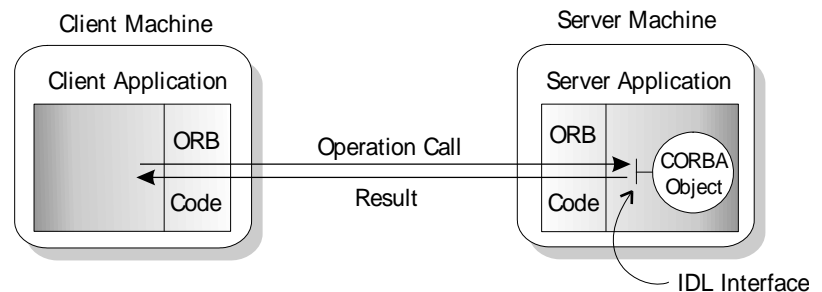 Client Machine
Server Machine
Client Application
Server Application
ORB
Operation Call
ORB
CORBA
Object
Code
Result
Code
IDL Interface